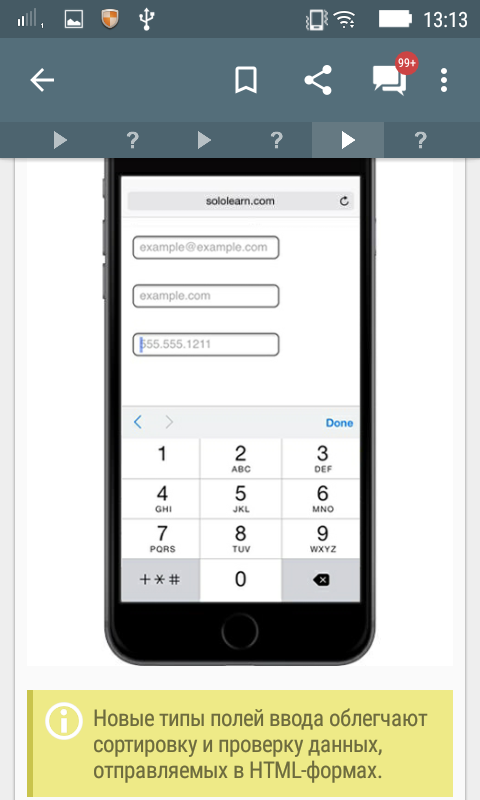 13:13
99+
? ? ?
sololearn.com
example@example.com
example.com
555.555.1211
Done
1 2 3
ABC DEF
4 5 6
GHI JKL MNO
7 8 9
PQRS TUV WXYZ
+*# 0
Новые типы полей ввода облегчают
сортировку и проверку данных,
отправляемых в HTML-формах.